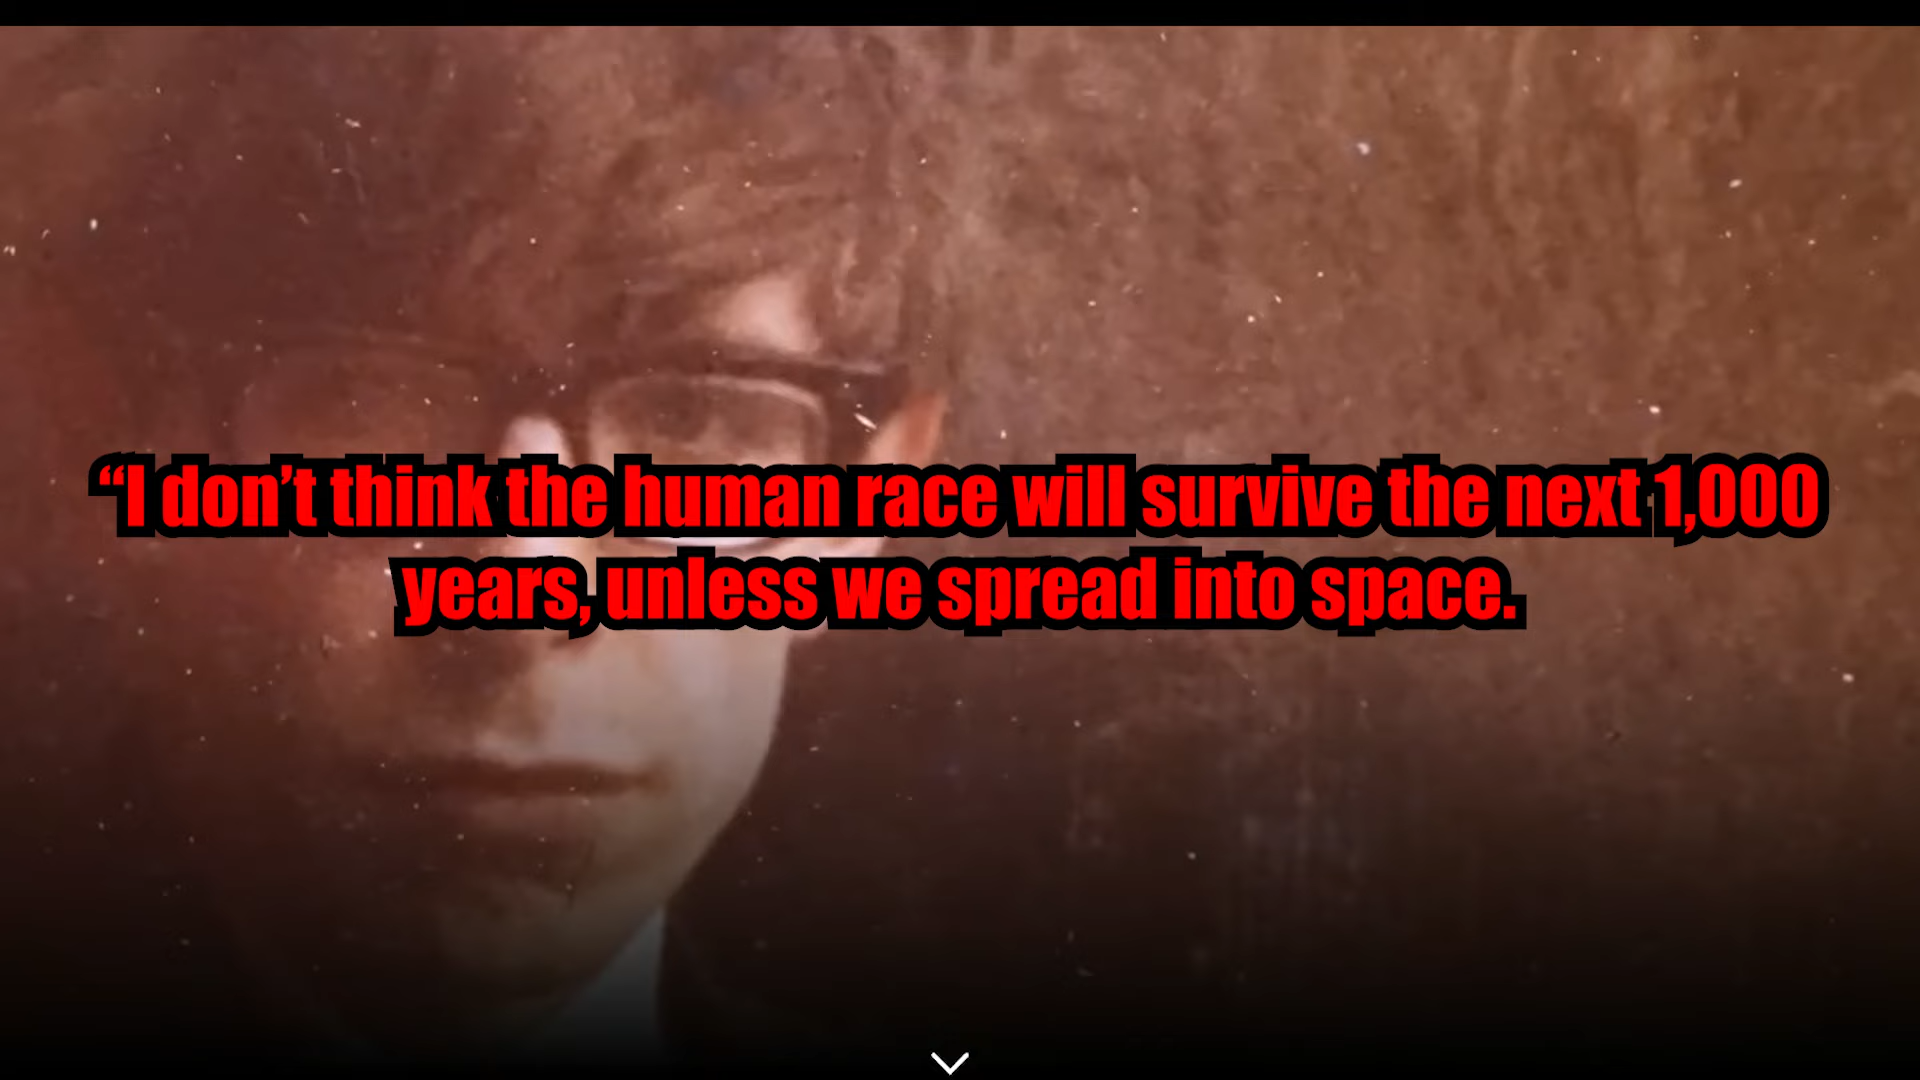 “I don’t think the human race will survive the next 1,000
years, unless we spread into space.